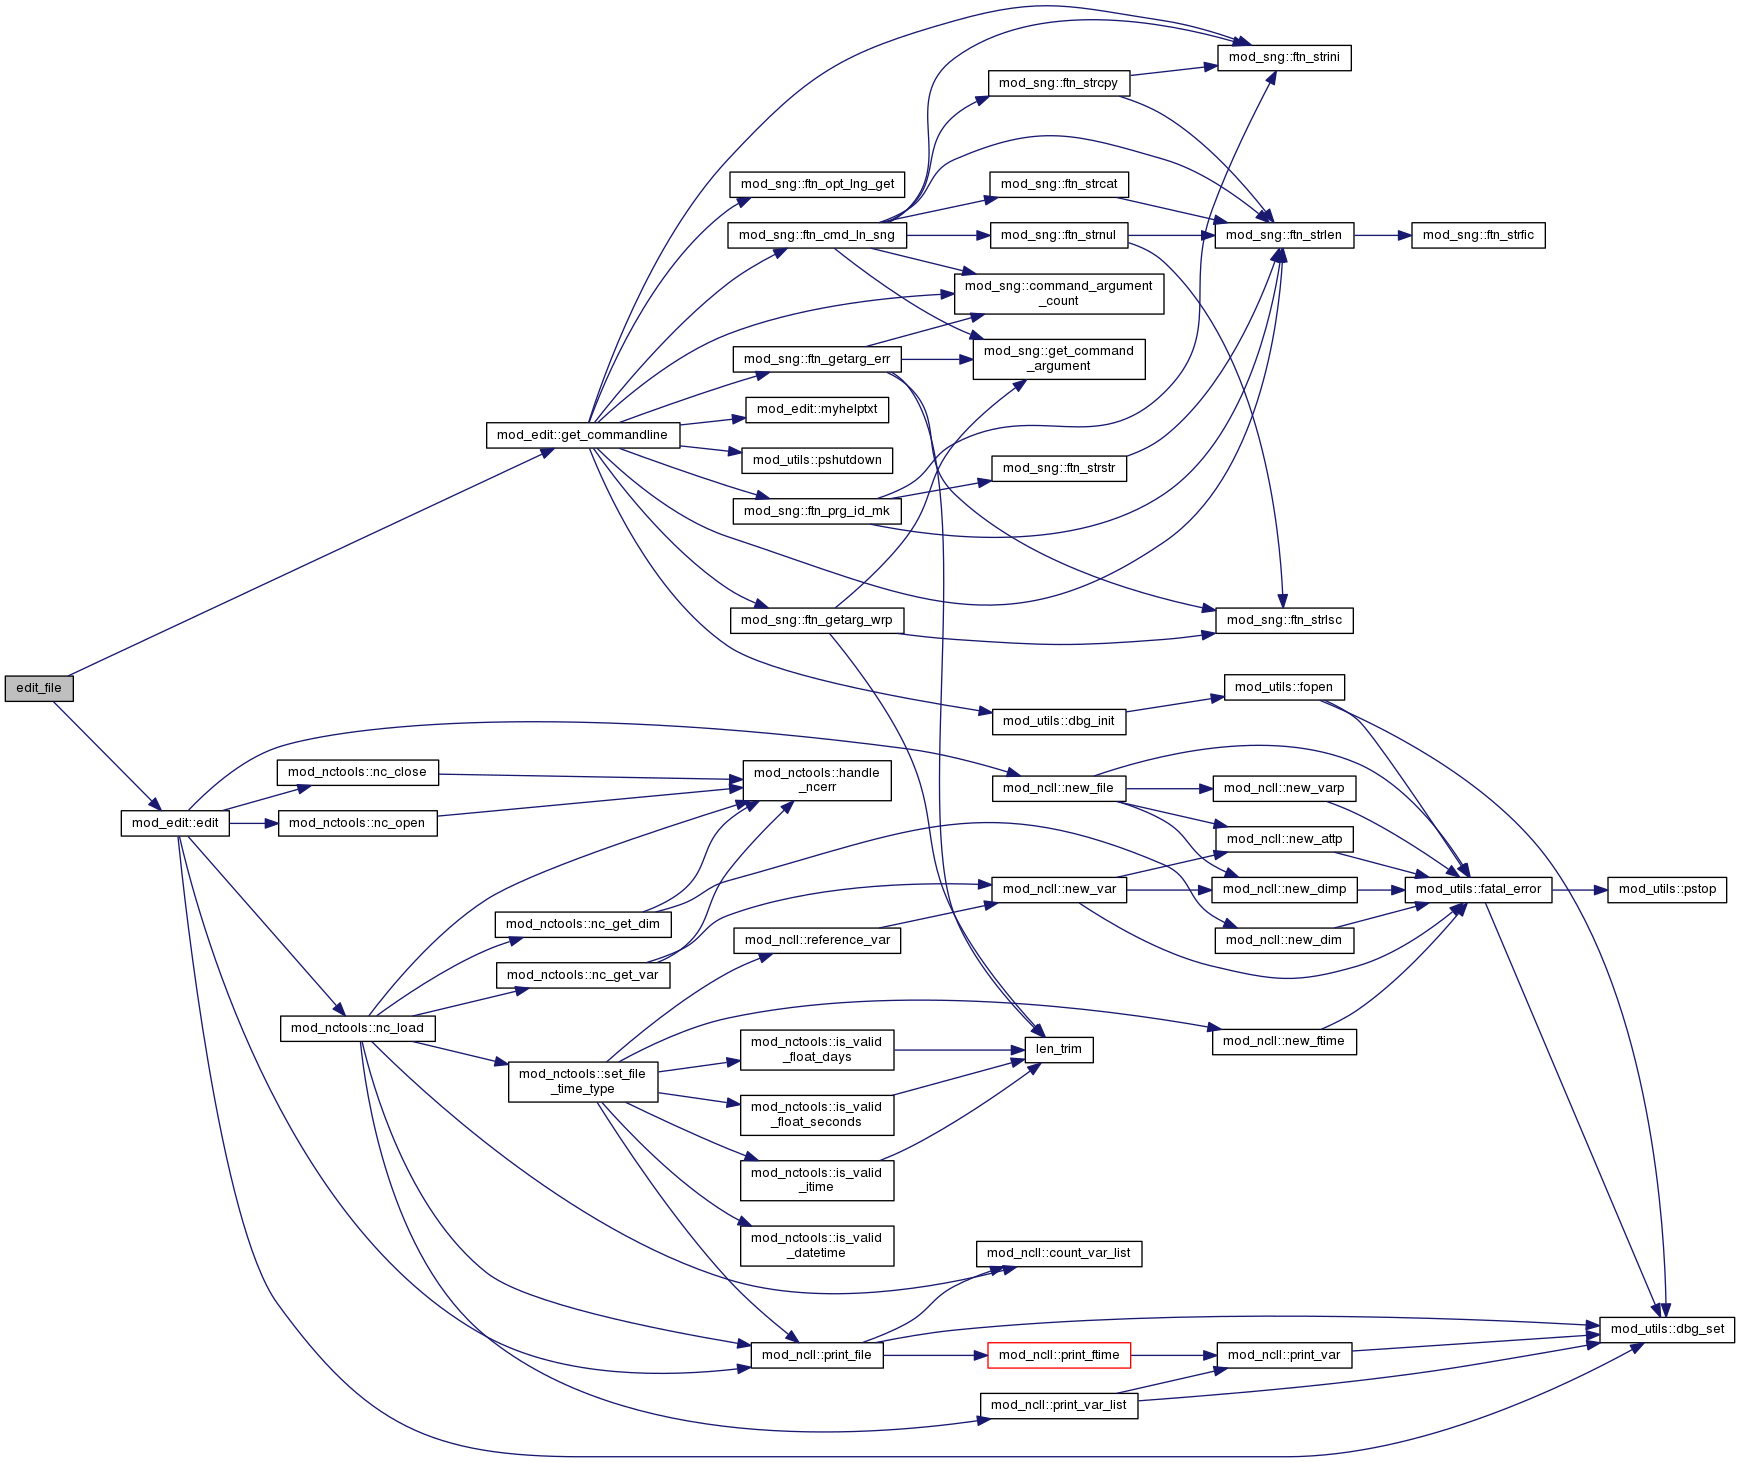 mod_sng::ftn_strini
mod_sng::ftn_strcpy
mod_sng::ftn_opt_lng_get
mod_sng::ftn_strcat
mod_sng::ftn_cmd_ln_sng
mod_sng::ftn_strnul
mod_sng::ftn_strlen
mod_sng::ftn_strfic
mod_sng::command_argument
_count
mod_sng::ftn_getarg_err
mod_sng::get_command
_argument
mod_edit::myhelptxt
mod_edit::get_commandline
mod_utils::pshutdown
mod_sng::ftn_strstr
mod_sng::ftn_prg_id_mk
mod_sng::ftn_getarg_wrp
mod_sng::ftn_strlsc
edit_file
mod_utils::fopen
mod_utils::dbg_init
mod_nctools::nc_close
mod_nctools::handle
_ncerr
mod_ncll::new_file
mod_ncll::new_varp
mod_edit::edit
mod_nctools::nc_open
mod_ncll::new_attp
mod_ncll::new_var
mod_ncll::new_dimp
mod_utils::fatal_error
mod_utils::pstop
mod_nctools::nc_get_dim
mod_ncll::reference_var
mod_ncll::new_dim
mod_nctools::nc_get_var
mod_nctools::nc_load
mod_ncll::new_ftime
mod_nctools::is_valid
_float_days
len_trim
mod_nctools::set_file
_time_type
mod_nctools::is_valid
_float_seconds
mod_nctools::is_valid
_itime
mod_nctools::is_valid
_datetime
mod_ncll::count_var_list
mod_utils::dbg_set
mod_ncll::print_file
mod_ncll::print_ftime
mod_ncll::print_var
mod_ncll::print_var_list